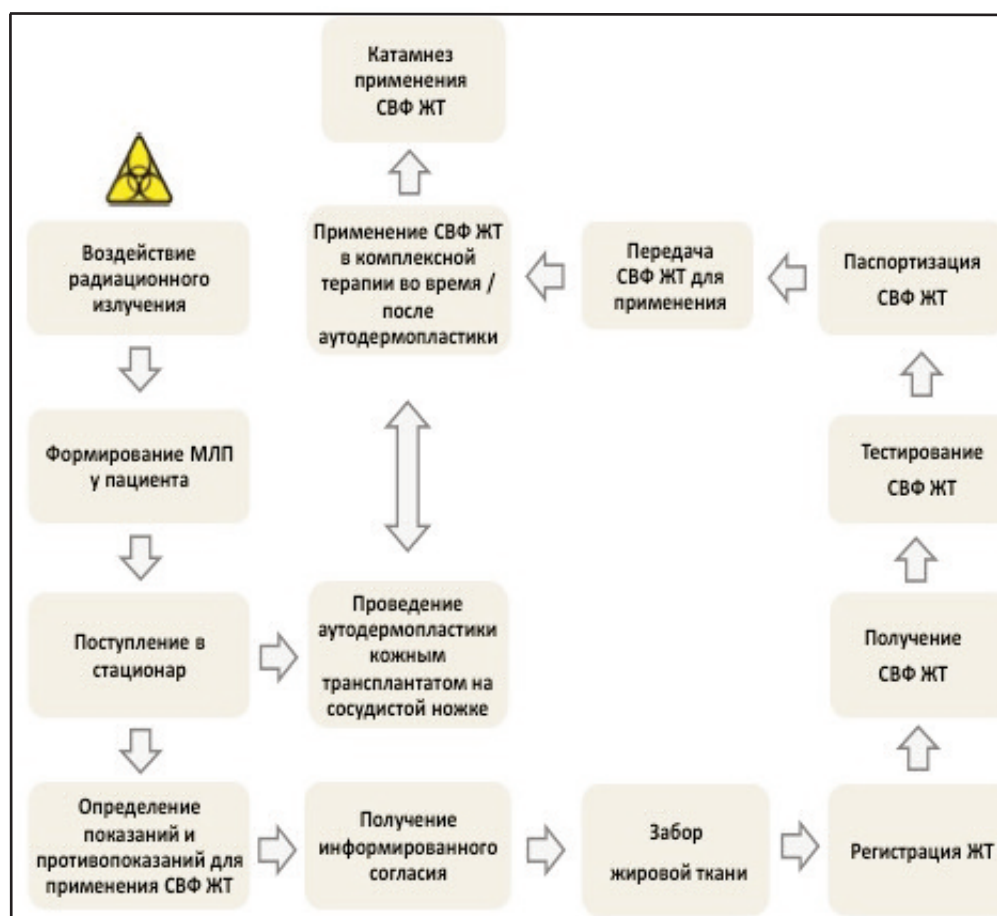 Катамнез
применения
СВФ ЖТ
Воздействие
радиационного
излучения
Применение СВФ ЖТ
в комплексной
терапии во время /
после
аутодермопластики
Передача
СВФ ЖТ для
применения
Паспортизация
СВФ ЖТ
Формирование МЛП
у пациента
Тестирование
СВФ ЖТ
Поступление в
стационар
Проведение
аутодермопластики
кожным
трансплантатом на
сосудистой ножке
Получение
СВФ ЖТ
Определение
показаний и
противопоказаний для
применения СВФ ЖТ
Получение
информированного
согласия
Забор
жировой ткани
Регистрация ЖТ